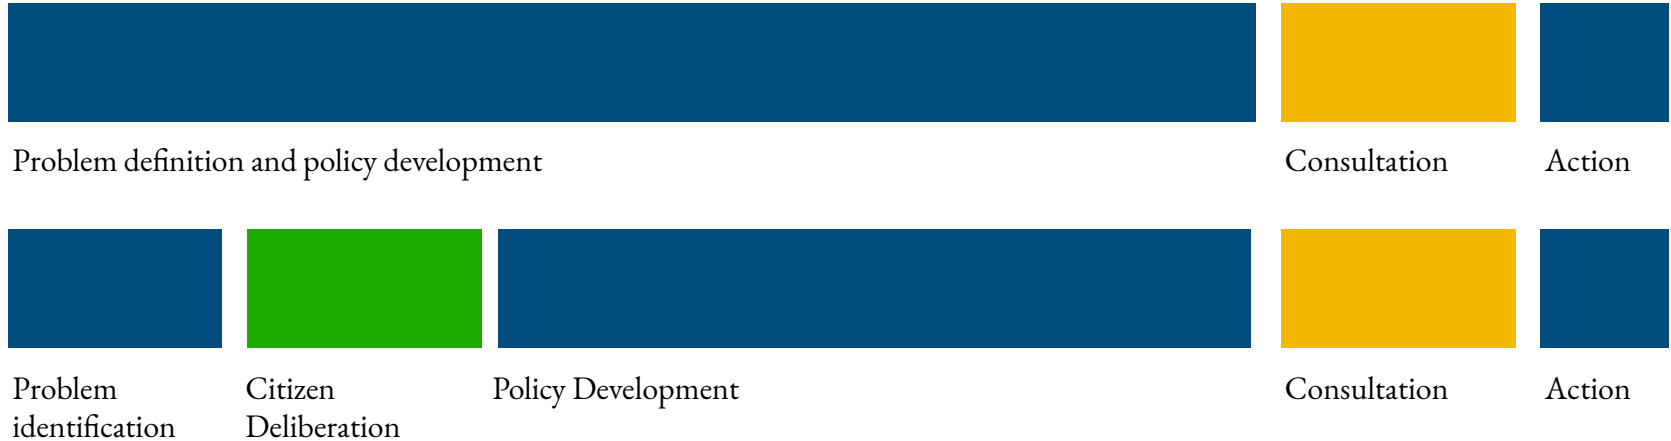 Problem definition and policy development
Consultation
Action
Problem
identification
Citizen
Deliberation
Policy Development
Consultation
Action